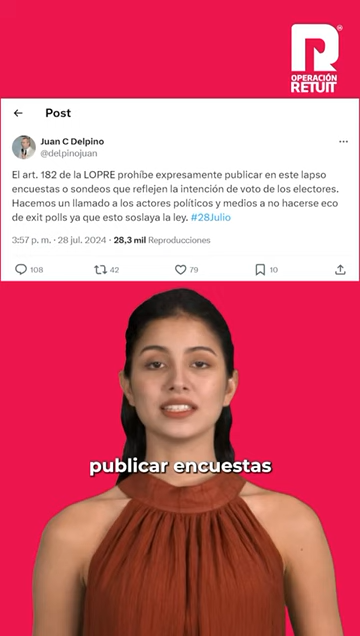 OPERACIÓN
RETUIT
Post
Juan C Delpino
@delpinojuan
El art. 182 de la LOPRE prohíbe expresamente publicar en este lapso
encuestas o sondeos que reflejen la intención de voto de los electores.
Hacemos un llamado a los actores políticos y medios a no hacerse eco
de exit polls ya que esto soslaya la ley. #28Julio
3:57 p. m. · 28 jul. 2024 · 28,3 mil Reproducciones
108 42 79 10
publicar encuestas